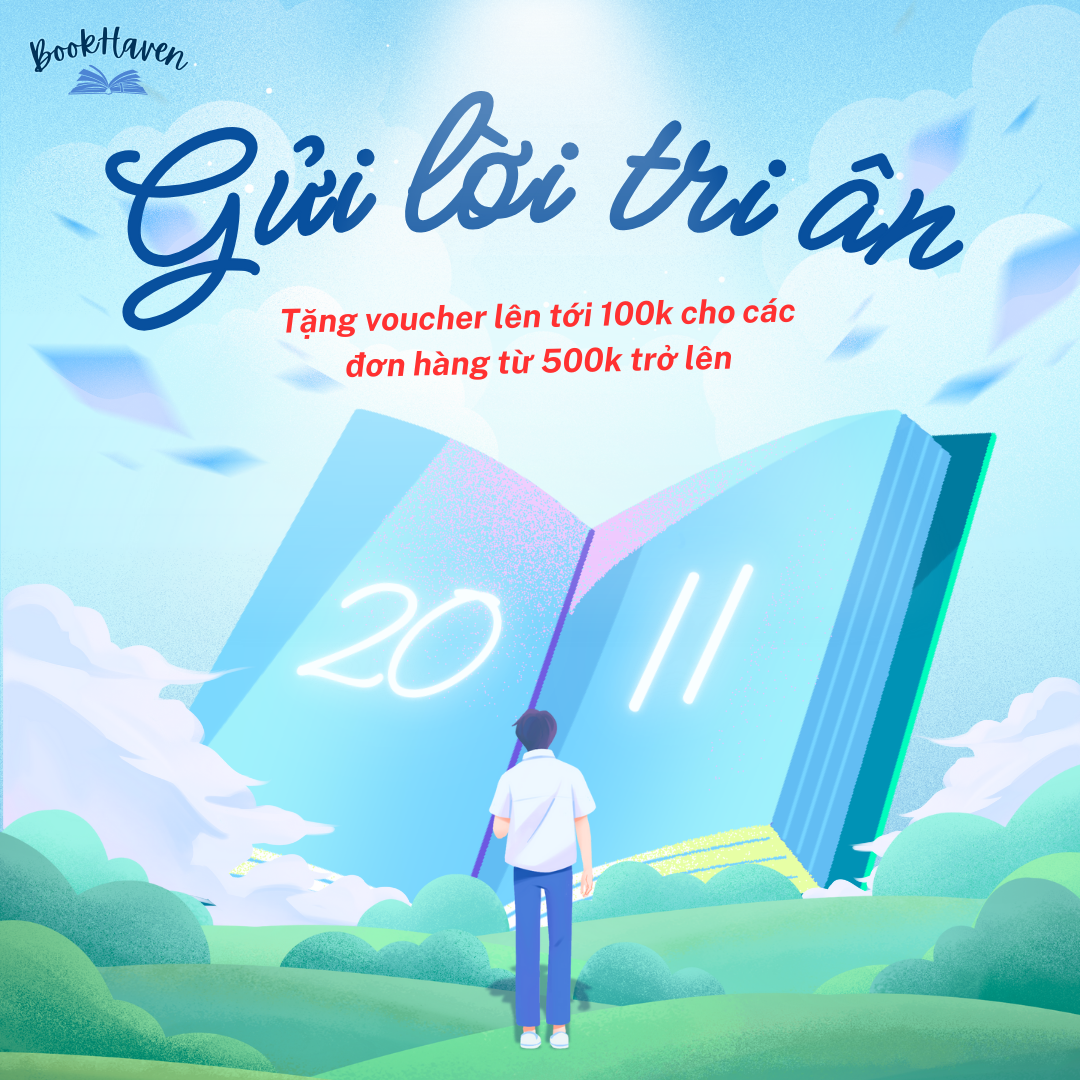 BookHaven
Gửi lời tri ân
Tặng voucher lên tới 100k cho các
đơn hàng từ 500k trở lên
20 11